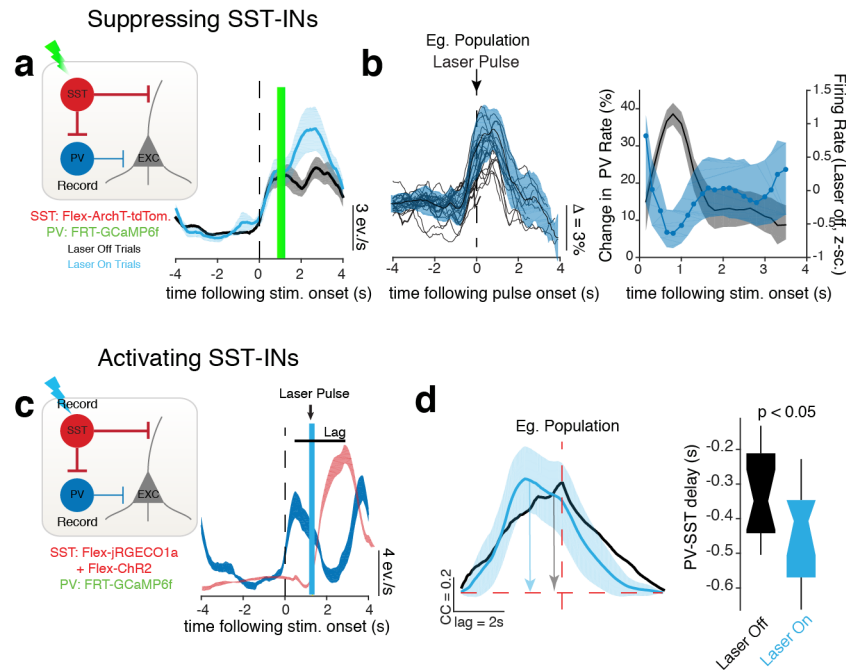 Suppressing SST-INs
a
SST
PV
EXC
Record
SST: Flex-ArchT-tdTom.
PV: FRT-GCaMP6f
Laser Off Trials
Laser On Trials
3 ev./s
-4 -2 0 2 4
time following stim. onset (s)
b
Eg. Population
Laser Pulse
Δ = 3%
-4 -2 0 2 4
time following pulse onset (s)
Change in PV Rate (%)
40
30
20
10
0
0 1 2 3
time following stim. onset (s)
1.5
1
0.5
0
-0.5
-1
Firing Rate (Laser off, z-sc.)
Activating SST-INs
c
Record
SST
PV
EXC
Record
SST: Flex-jRGECO1a
+ Flex-ChR2
PV: FRT-GCaMP6f
Laser Pulse
Lag
4 ev./s
-4 -2 0 2 4
time following stim. onset (s)
d
Eg. Population
CC = 0.2
lag = 2s
p < 0.05
PV-SST delay (s)
-0.2
-0.3
-0.4
-0.5
-0.6
Laser Off
Laser On